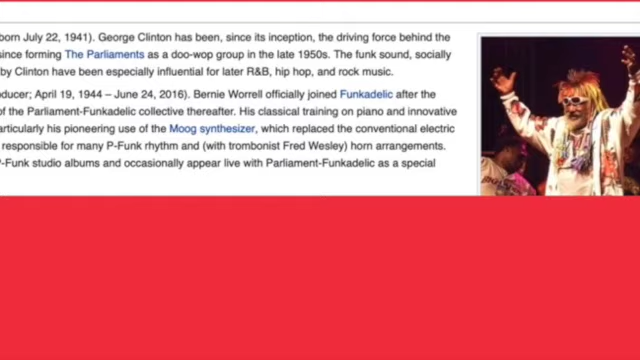 born July 22, 1941). George Clinton has been, since its inception, the driving force behind the
since forming The Parliaments as a doo-wop group in the late 1950s. The funk sound, socially
by Clinton have been especially influential for later R&B, hip hop, and rock music.
ducer; April 19, 1944 – June 24, 2016). Bernie Worrell officially joined Funkadelic after the
of the Parliament-Funkadelic collective thereafter. His classical training on piano and innovative
articularly his pioneering use of the Moog synthesizer, which replaced the conventional electric
responsible for many P-Funk rhythm and (with trombonist Fred Wesley) horn arrangements.
P-Funk studio albums and occasionally appear live with Parliament-Funkadelic as a special